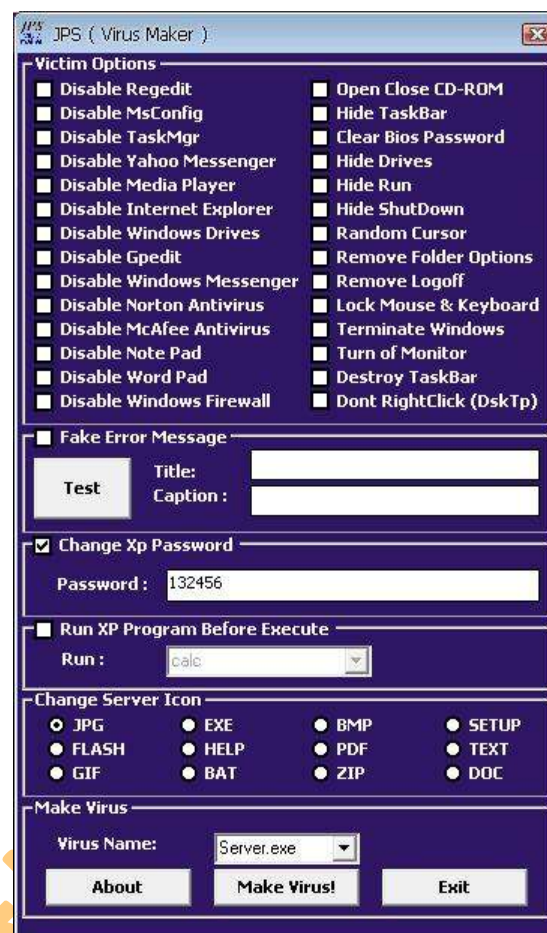 JPS ( Virus Maker )
Victim Options
Disable Regedit
Disable MsConfig
Disable TaskMgr
Disable Yahoo Messenger
Disable Media Player
Disable Internet Explorer
Disable Windows Drives
Disable Gpedit
Disable Windows Messenger
Disable Norton Antivirus
Disable McAfee Antivirus
Disable Note Pad
Disable Word Pad
Disable Windows Firewall
Open Close CD-ROM
Hide TaskBar
Clear Bios Password
Hide Drives
Hide Run
Hide ShutDown
Random Cursor
Remove Folder Options
Remove Logoff
Lock Mouse & Keyboard
Terminate Windows
Turn of Monitor
Destroy TaskBar
Dont RightClick (DskTp)
Fake Error Message
Test
Title:
Caption :
Change Xp Password
Password : 132456
Run XP Program Before Execute
Run : calc
Change Server Icon
JPG EXE BMP SETUP
FLASH HELP PDF TEXT
GIF BAT ZIP DOC
Make Virus
Virus Name: Server.exe
About Make Virus! Exit